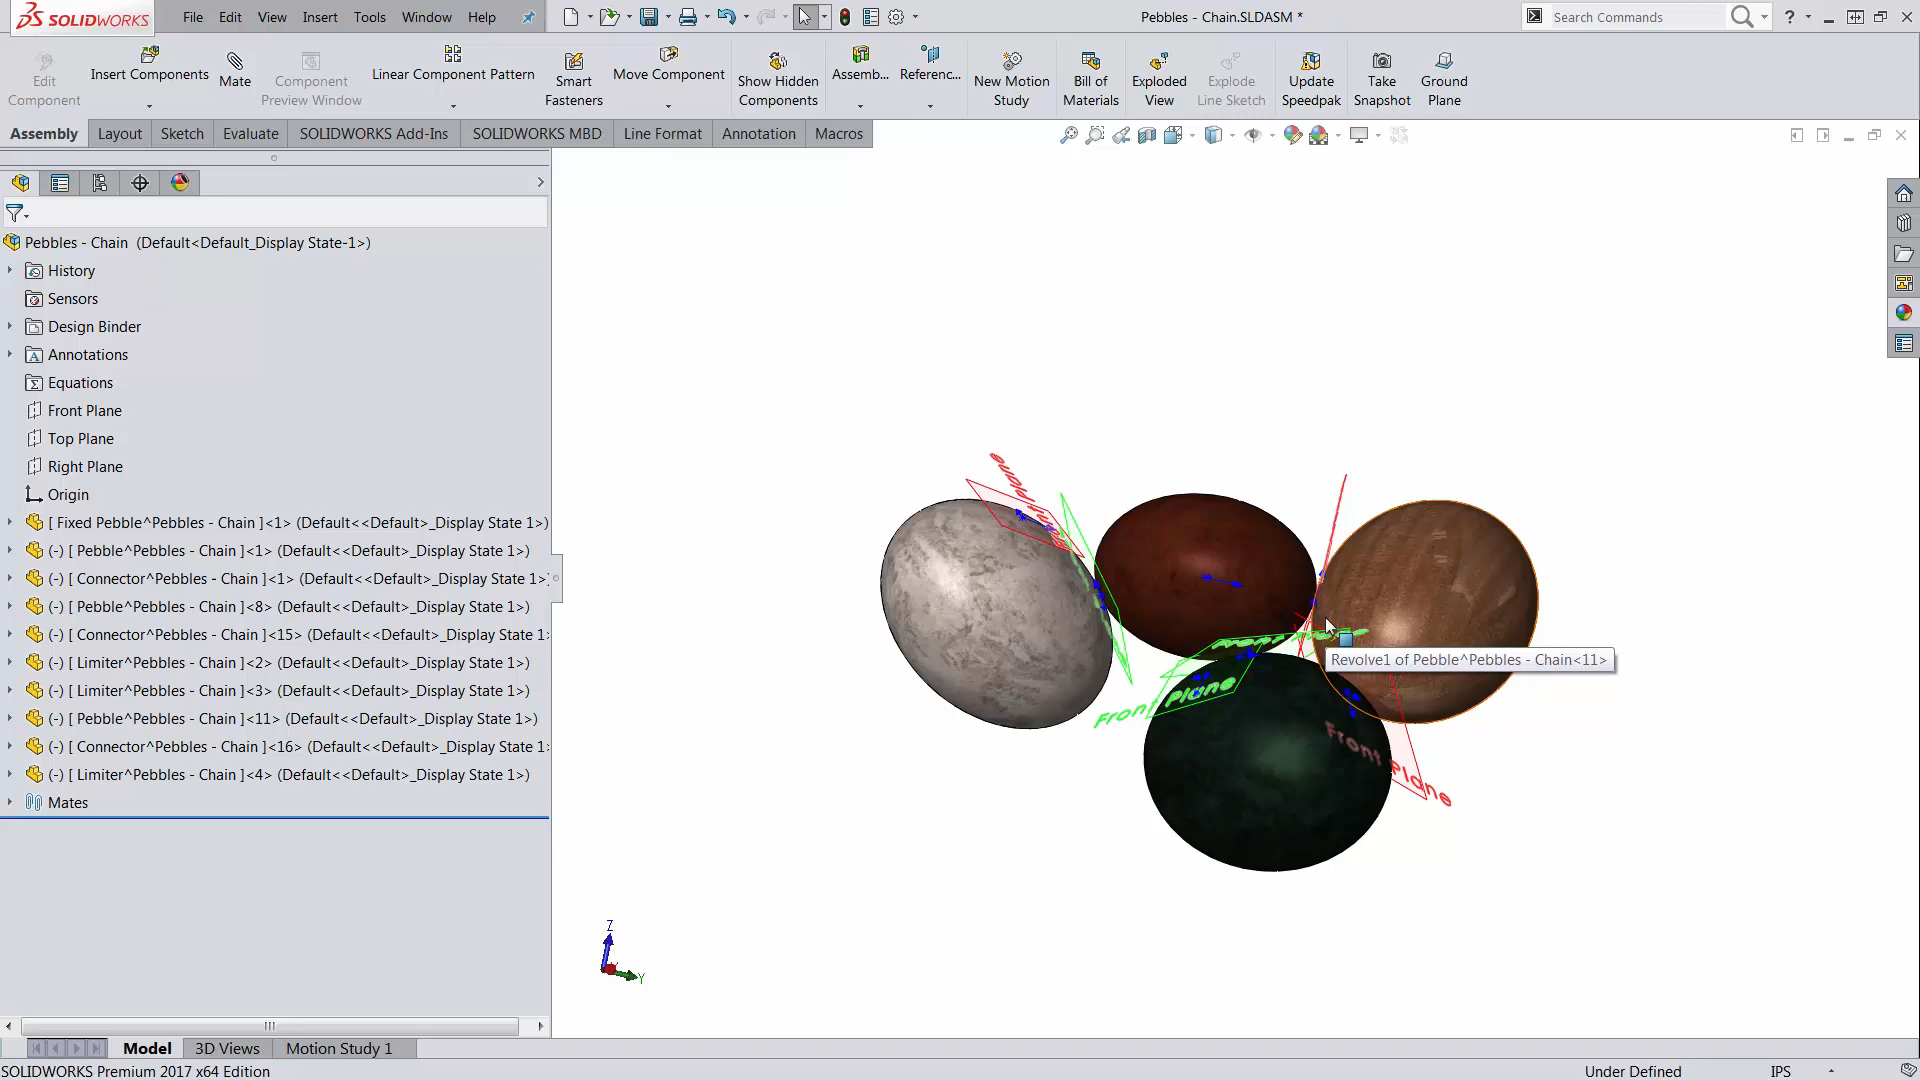 SOLIDWORKS
File Edit View Insert Tools Window Help
Pebbles - Chain.SLDASM *
Search Commands
?
Edit Component
Insert Components
Mate
Component Preview Window
Linear Component Pattern
Smart Fasteners
Move Component
Show Hidden Components
Assemb...
Referenc...
New Motion Study
Bill of Materials
Exploded View
Explode Line Sketch
Update Speedpak
Take Snapshot
Ground Plane
Assembly Layout Sketch Evaluate SOLIDWORKS Add-Ins SOLIDWORKS MBD Line Format Annotation Macros
Pebbles - Chain (Default<Default_Display State-1>)
History
Sensors
Design Binder
Annotations
Equations
Front Plane
Top Plane
Right Plane
Origin
[ Fixed Pebble^Pebbles - Chain ]<1> (Default<<Default>_Display State 1>)
(-) [ Pebble^Pebbles - Chain ]<1> (Default<<Default>_Display State 1>)
(-) [ Connector^Pebbles - Chain ]<1> (Default<<Default>_Display State 1>)
(-) [ Pebble^Pebbles - Chain ]<8> (Default<<Default>_Display State 1>)
(-) [ Connector^Pebbles - Chain ]<15> (Default<<Default>_Display State 1>
(-) [ Limiter^Pebbles - Chain ]<2> (Default<<Default>_Display State 1>)
(-) [ Limiter^Pebbles - Chain ]<3> (Default<<Default>_Display State 1>)
(-) [ Pebble^Pebbles - Chain ]<11> (Default<<Default>_Display State 1>)
(-) [ Connector^Pebbles - Chain ]<16> (Default<<Default>_Display State 1>
(-) [ Limiter^Pebbles - Chain ]<4> (Default<<Default>_Display State 1>)
Mates
Revolve1 of Pebble^Pebbles - Chain<11>
Front Plane
Front Plane
Z
Y
Model 3D Views Motion Study 1
SOLIDWORKS Premium 2017 x64 Edition
Under Defined
IPS